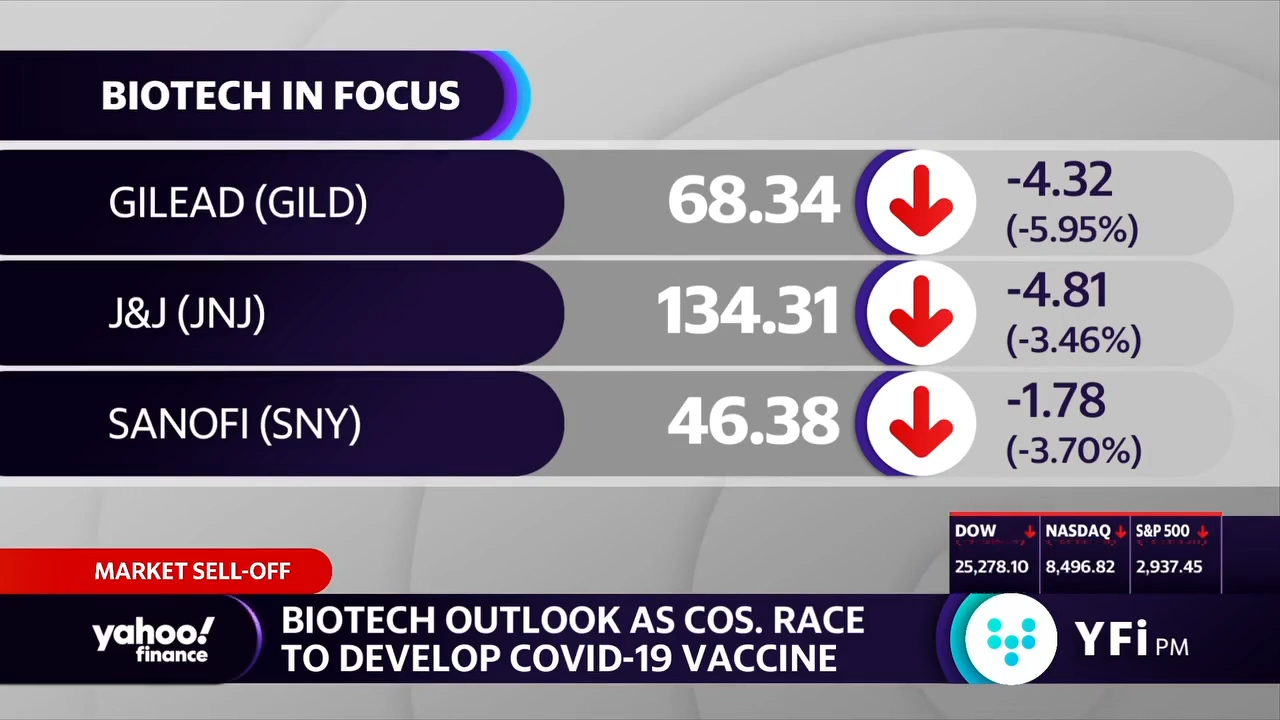 BIOTECH IN FOCUS
GILEAD (GILD) 68.34 -4.32 (-5.95%)
J&J (JNJ) 134.31 -4.81 (-3.46%)
SANOFI (SNY) 46.38 -1.78 (-3.70%)
DOW NASDAQ S&P 500
25,278.10 8,496.82 2,937.45
MARKET SELL-OFF
yahoo! finance
BIOTECH OUTLOOK AS COS. RACE
TO DEVELOP COVID-19 VACCINE
YFi PM